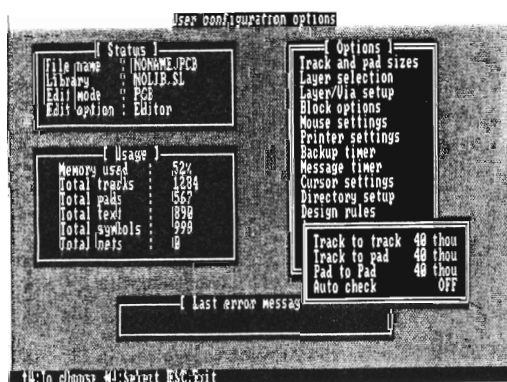 User configuration options
[ Status ]
File name : NONAME.PCB
Library : NOLIB.SL
Edit mode : PCB
Edit option : Editor
[ Usage ]
Memory used : 52%
Total tracks : 1284
Total pads : 567
Total text : 890
Total symbols : 999
Total nets : 0
[ Options ]
Track and pad sizes
Layer selection
Layer/Via setup
Block options
Mouse settings
Printer settings
Backup timer
Message timer
Cursor settings
Directory setup
Design rules
Track to track 40 thou
Track to pad 40 thou
Pad to Pad 40 thou
Auto check OFF
[ Last error messag
:To choose :Select ESC:Exit